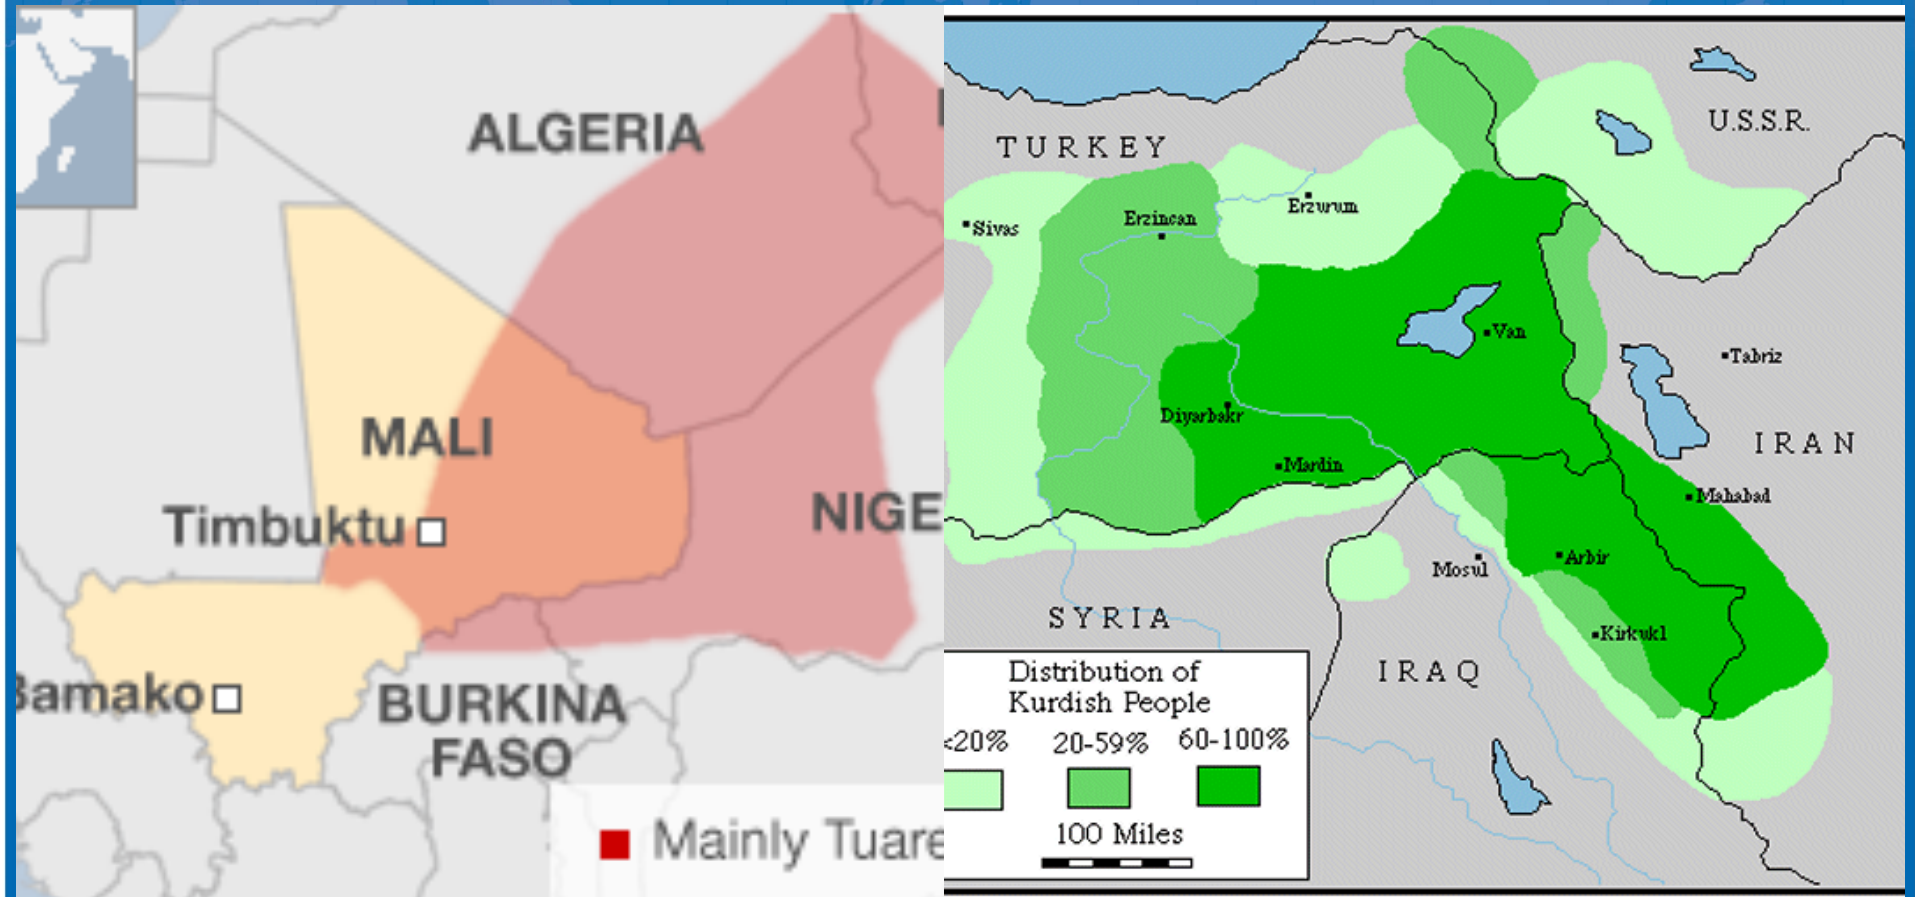 ALGERIA
MALI
Timbuktu
NIGE
Bamako
BURKINA
FASO
Mainly Tuare
U.S.S.R.
TURKEY
Erzurum
Erzincan
Sivas
Van
Tabriz
Diyarbakr
IRAN
Mardin
Mahabad
Arbir
Mosul
SYRIA
Kirkukl
IRAQ
Distribution of
Kurdish People
<20% 20-59% 60-100%
100 Miles